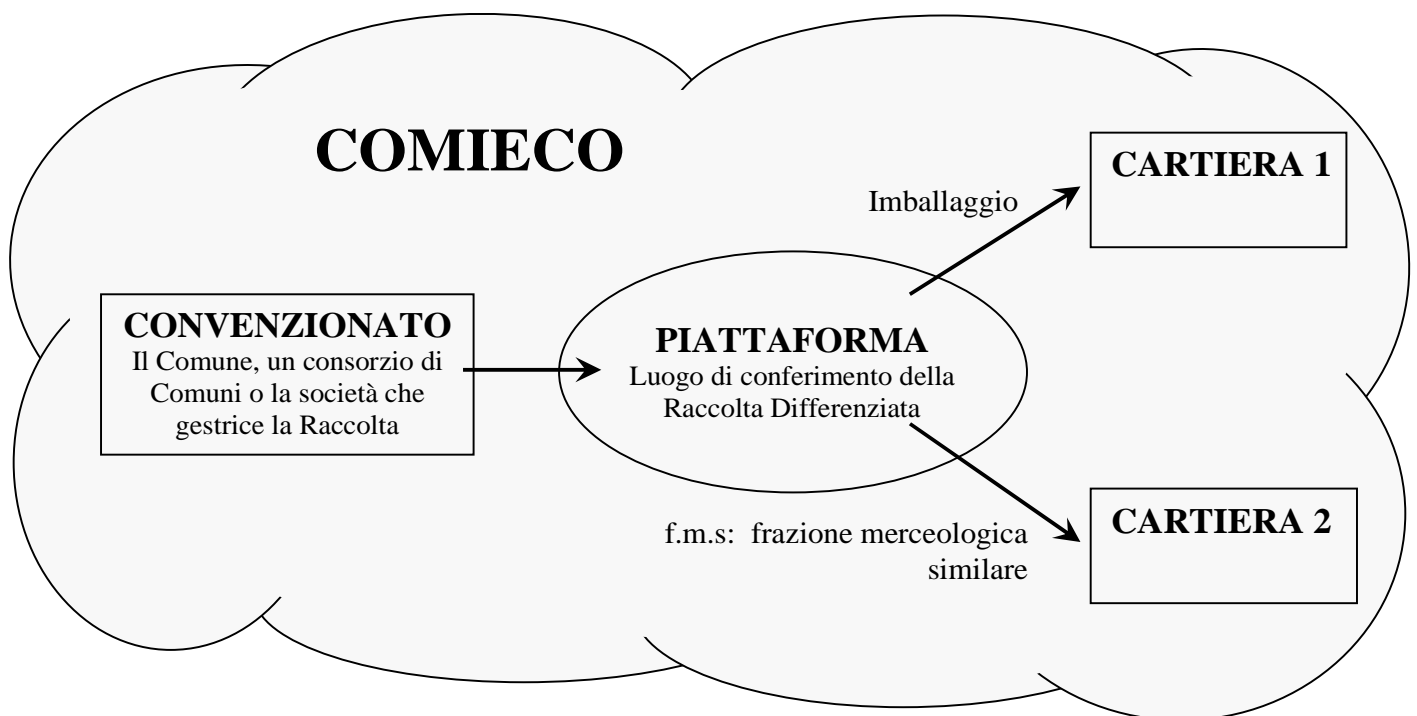 COMIECO
CARTIERA 1
Imballaggio
CONVENZIONATO
Il Comune, un consorzio di
Comuni o la società che
gestrice la Raccolta
PIATTAFORMA
Luogo di conferimento della
Raccolta Differenziata
f.m.s:  frazione merceologica
similare
CARTIERA 2